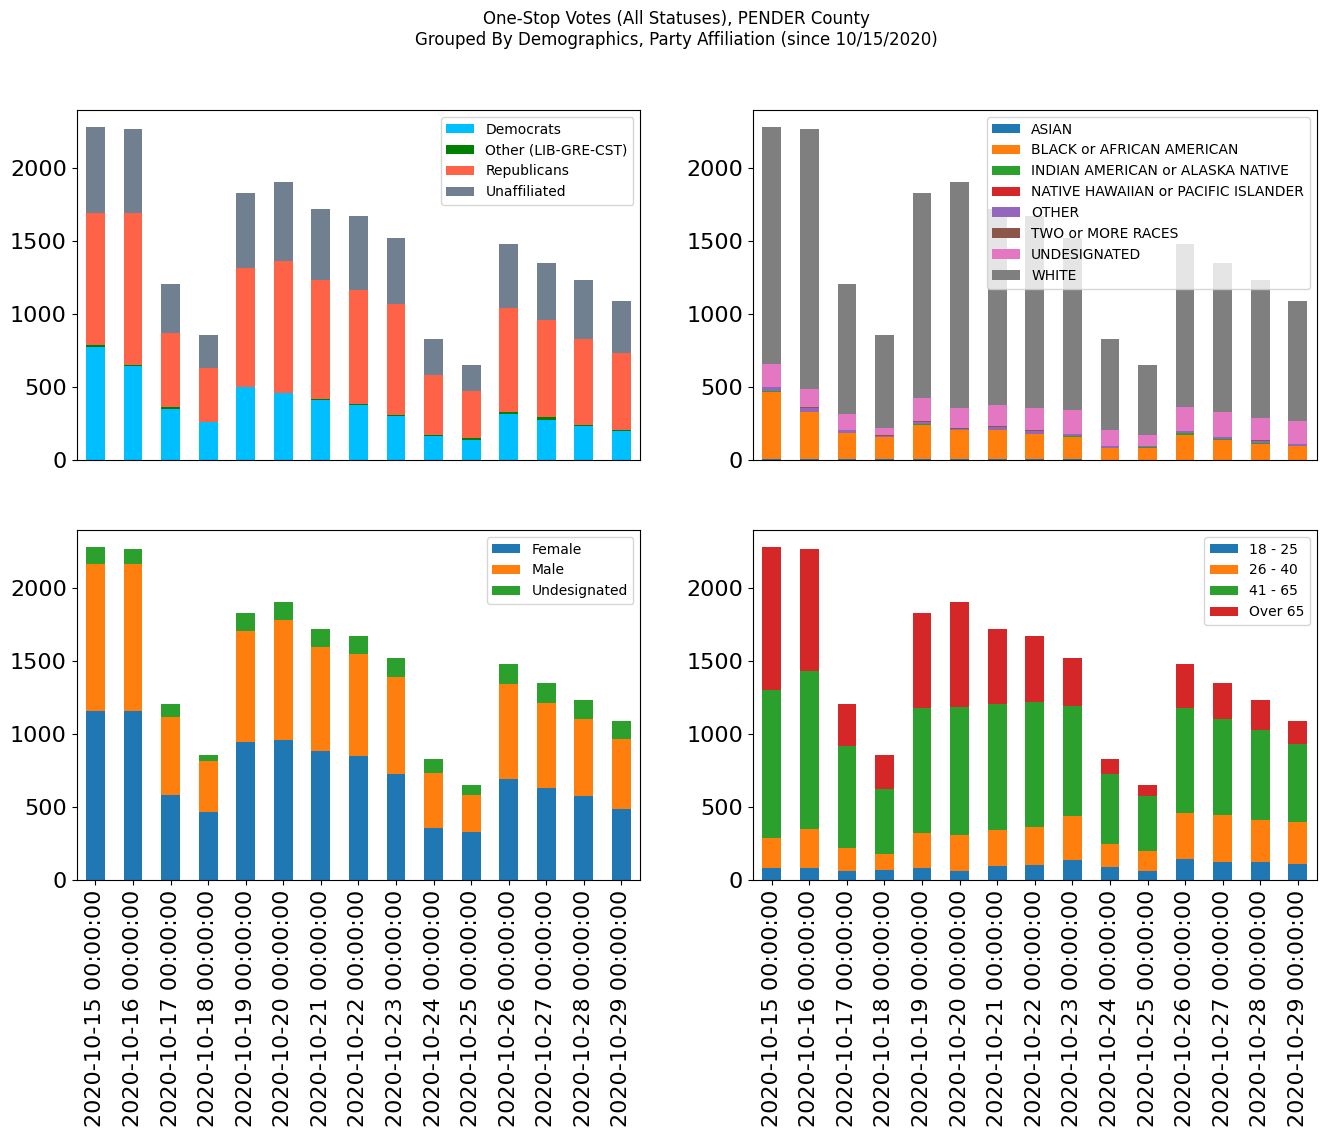 One-Stop Votes (All Statuses), PENDER County
Grouped By Demographics, Party Affiliation (since 10/15/2020)
2000
1500
1000
500
0
Democrats
Other (LIB-GRE-CST)
Republicans
Unaffiliated
2000
1500
1000
500
0
ASIAN
BLACK or AFRICAN AMERICAN
INDIAN AMERICAN or ALASKA NATIVE
NATIVE HAWAIIAN or PACIFIC ISLANDER
OTHER
TWO or MORE RACES
UNDESIGNATED
WHITE
2000
1500
1000
500
0
Female
Male
Undesignated
2020-10-15 00:00:00
2020-10-16 00:00:00
2020-10-17 00:00:00
2020-10-18 00:00:00
2020-10-19 00:00:00
2020-10-20 00:00:00
2020-10-21 00:00:00
2020-10-22 00:00:00
2020-10-23 00:00:00
2020-10-24 00:00:00
2020-10-25 00:00:00
2020-10-26 00:00:00
2020-10-27 00:00:00
2020-10-28 00:00:00
2020-10-29 00:00:00
2000
1500
1000
500
0
18 - 25
26 - 40
41 - 65
Over 65
2020-10-15 00:00:00
2020-10-16 00:00:00
2020-10-17 00:00:00
2020-10-18 00:00:00
2020-10-19 00:00:00
2020-10-20 00:00:00
2020-10-21 00:00:00
2020-10-22 00:00:00
2020-10-23 00:00:00
2020-10-24 00:00:00
2020-10-25 00:00:00
2020-10-26 00:00:00
2020-10-27 00:00:00
2020-10-28 00:00:00
2020-10-29 00:00:00